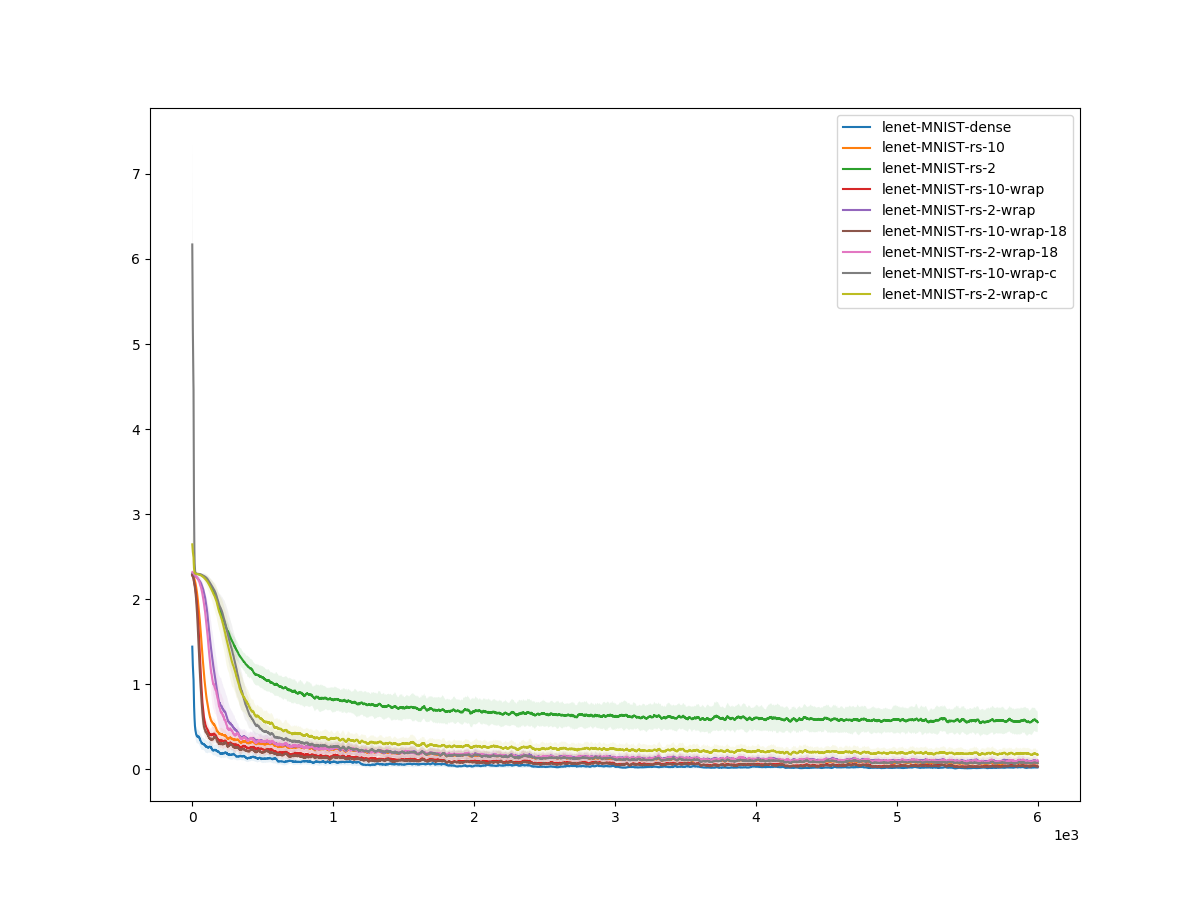 7
6
5
4
3
2
1
0
0 1 2 3 4 5 6
1e3
lenet-MNIST-dense
lenet-MNIST-rs-10
lenet-MNIST-rs-2
lenet-MNIST-rs-10-wrap
lenet-MNIST-rs-2-wrap
lenet-MNIST-rs-10-wrap-18
lenet-MNIST-rs-2-wrap-18
lenet-MNIST-rs-10-wrap-c
lenet-MNIST-rs-2-wrap-c